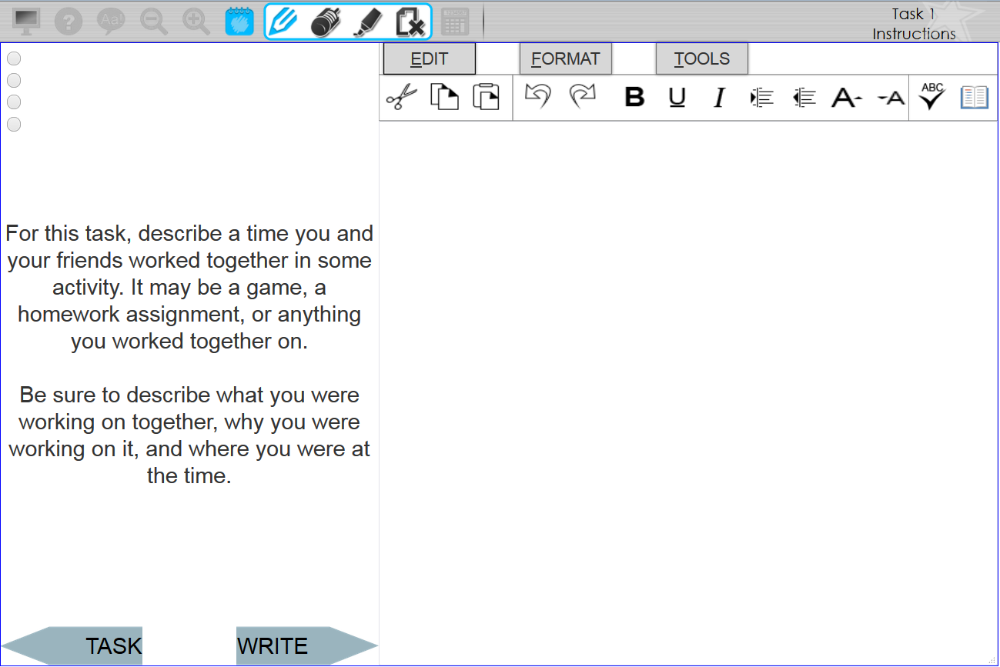 Aa
Task 1
Instructions
EDIT
FORMAT
TOOLS
B U I A A ABC
For this task, describe a time you and
your friends worked together in some
activity. It may be a game, a
homework assignment, or anything
you worked together on.
Be sure to describe what you were
working on together, why you were
working on it, and where you were at
the time.
TASK
WRITE